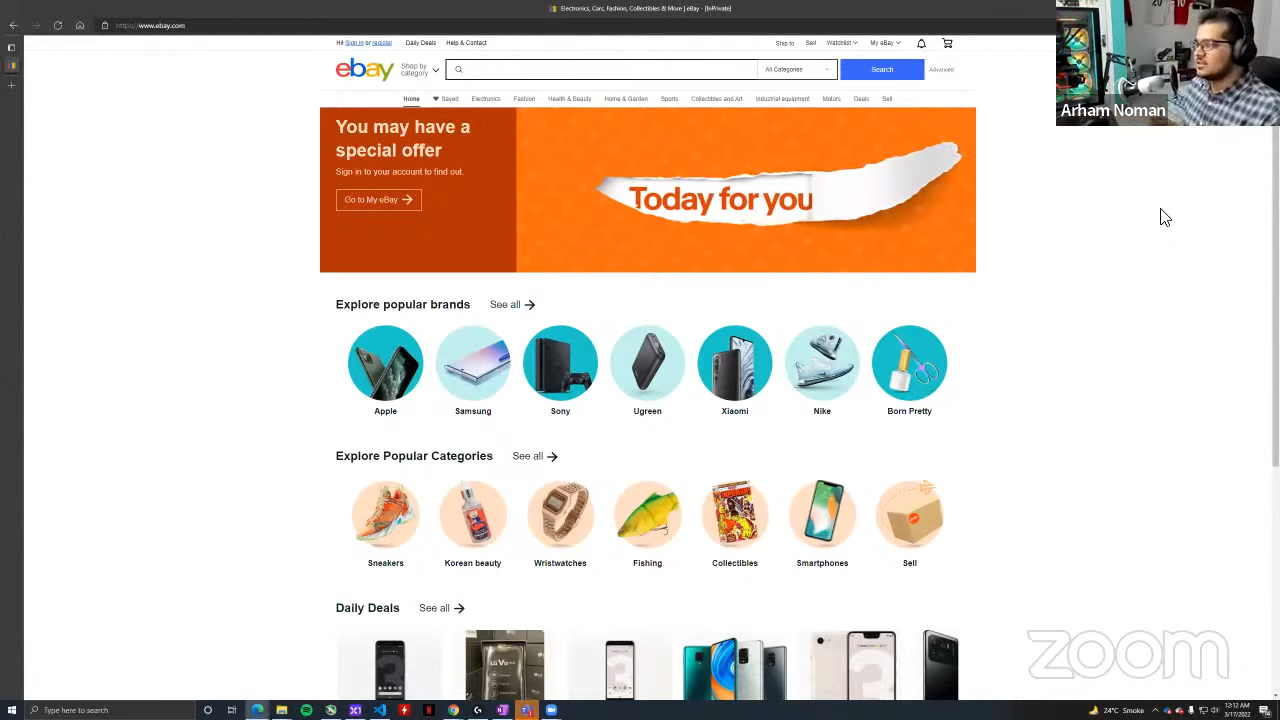 Electronics, Cars, Fashion, Collectibles & More | eBay - [InPrivate]
https://www.ebay.com
Hi! Sign in or register
Daily Deals
Help & Contact
Ship to
Sell
Watchlist
My eBay
ebay
Shop by
category
All Categories
Search
Advanced
Home
Saved
Electronics
Fashion
Health & Beauty
Home & Garden
Sports
Collectibles and Art
Industrial equipment
Motors
Deals
Sell
Arham Noman
You may have a
special offer
Sign in to your account to find out.
Go to My eBay
Today for you
Explore popular brands
See all
Apple
Samsung
Sony
Ugreen
Xiaomi
Nike
Born Pretty
Explore Popular Categories
See all
Sneakers
Korean beauty
Wristwatches
Fishing
Collectibles
Smartphones
Sell
Daily Deals
See all
LG V10
zoom
Type here to search
24°C Smoke
12:12 AM
3/17/2022